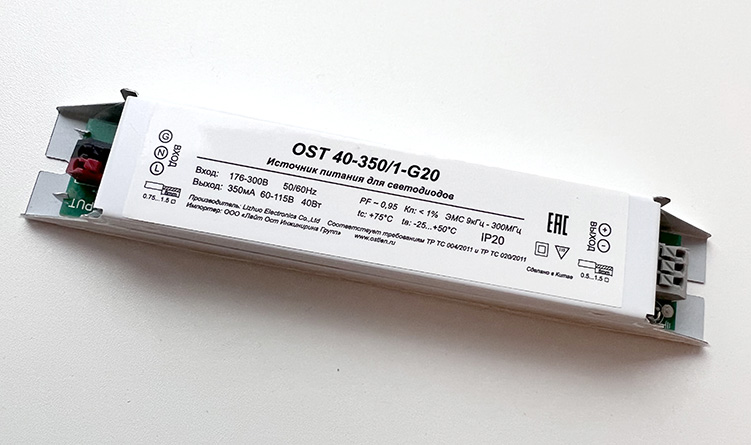 OST 40-350/1-G20
Источник питания для светодиодов
Вход: 176-300В 50/60Hz
Выход: 350мА 60-115В 40Вт
PF – 0,95 Кп: < 1% ЭМС 9кГц - 300МГц
tc: +75°C ta: -25...+50°C IP20
Производитель: Lizhuo Electronics Co.,Ltd
Импортер: ООО «Лайт Ост Инжиниринг Групп»
Соответствует требованиям ТР ТС 004/2011 и ТР ТС 020/2011
www.ostlen.ru
Сделано в Китае
G
N
L
ВХОД
0.75...1.5
EAC
ВЫХОД
+
−
0.5...1.5
PUT